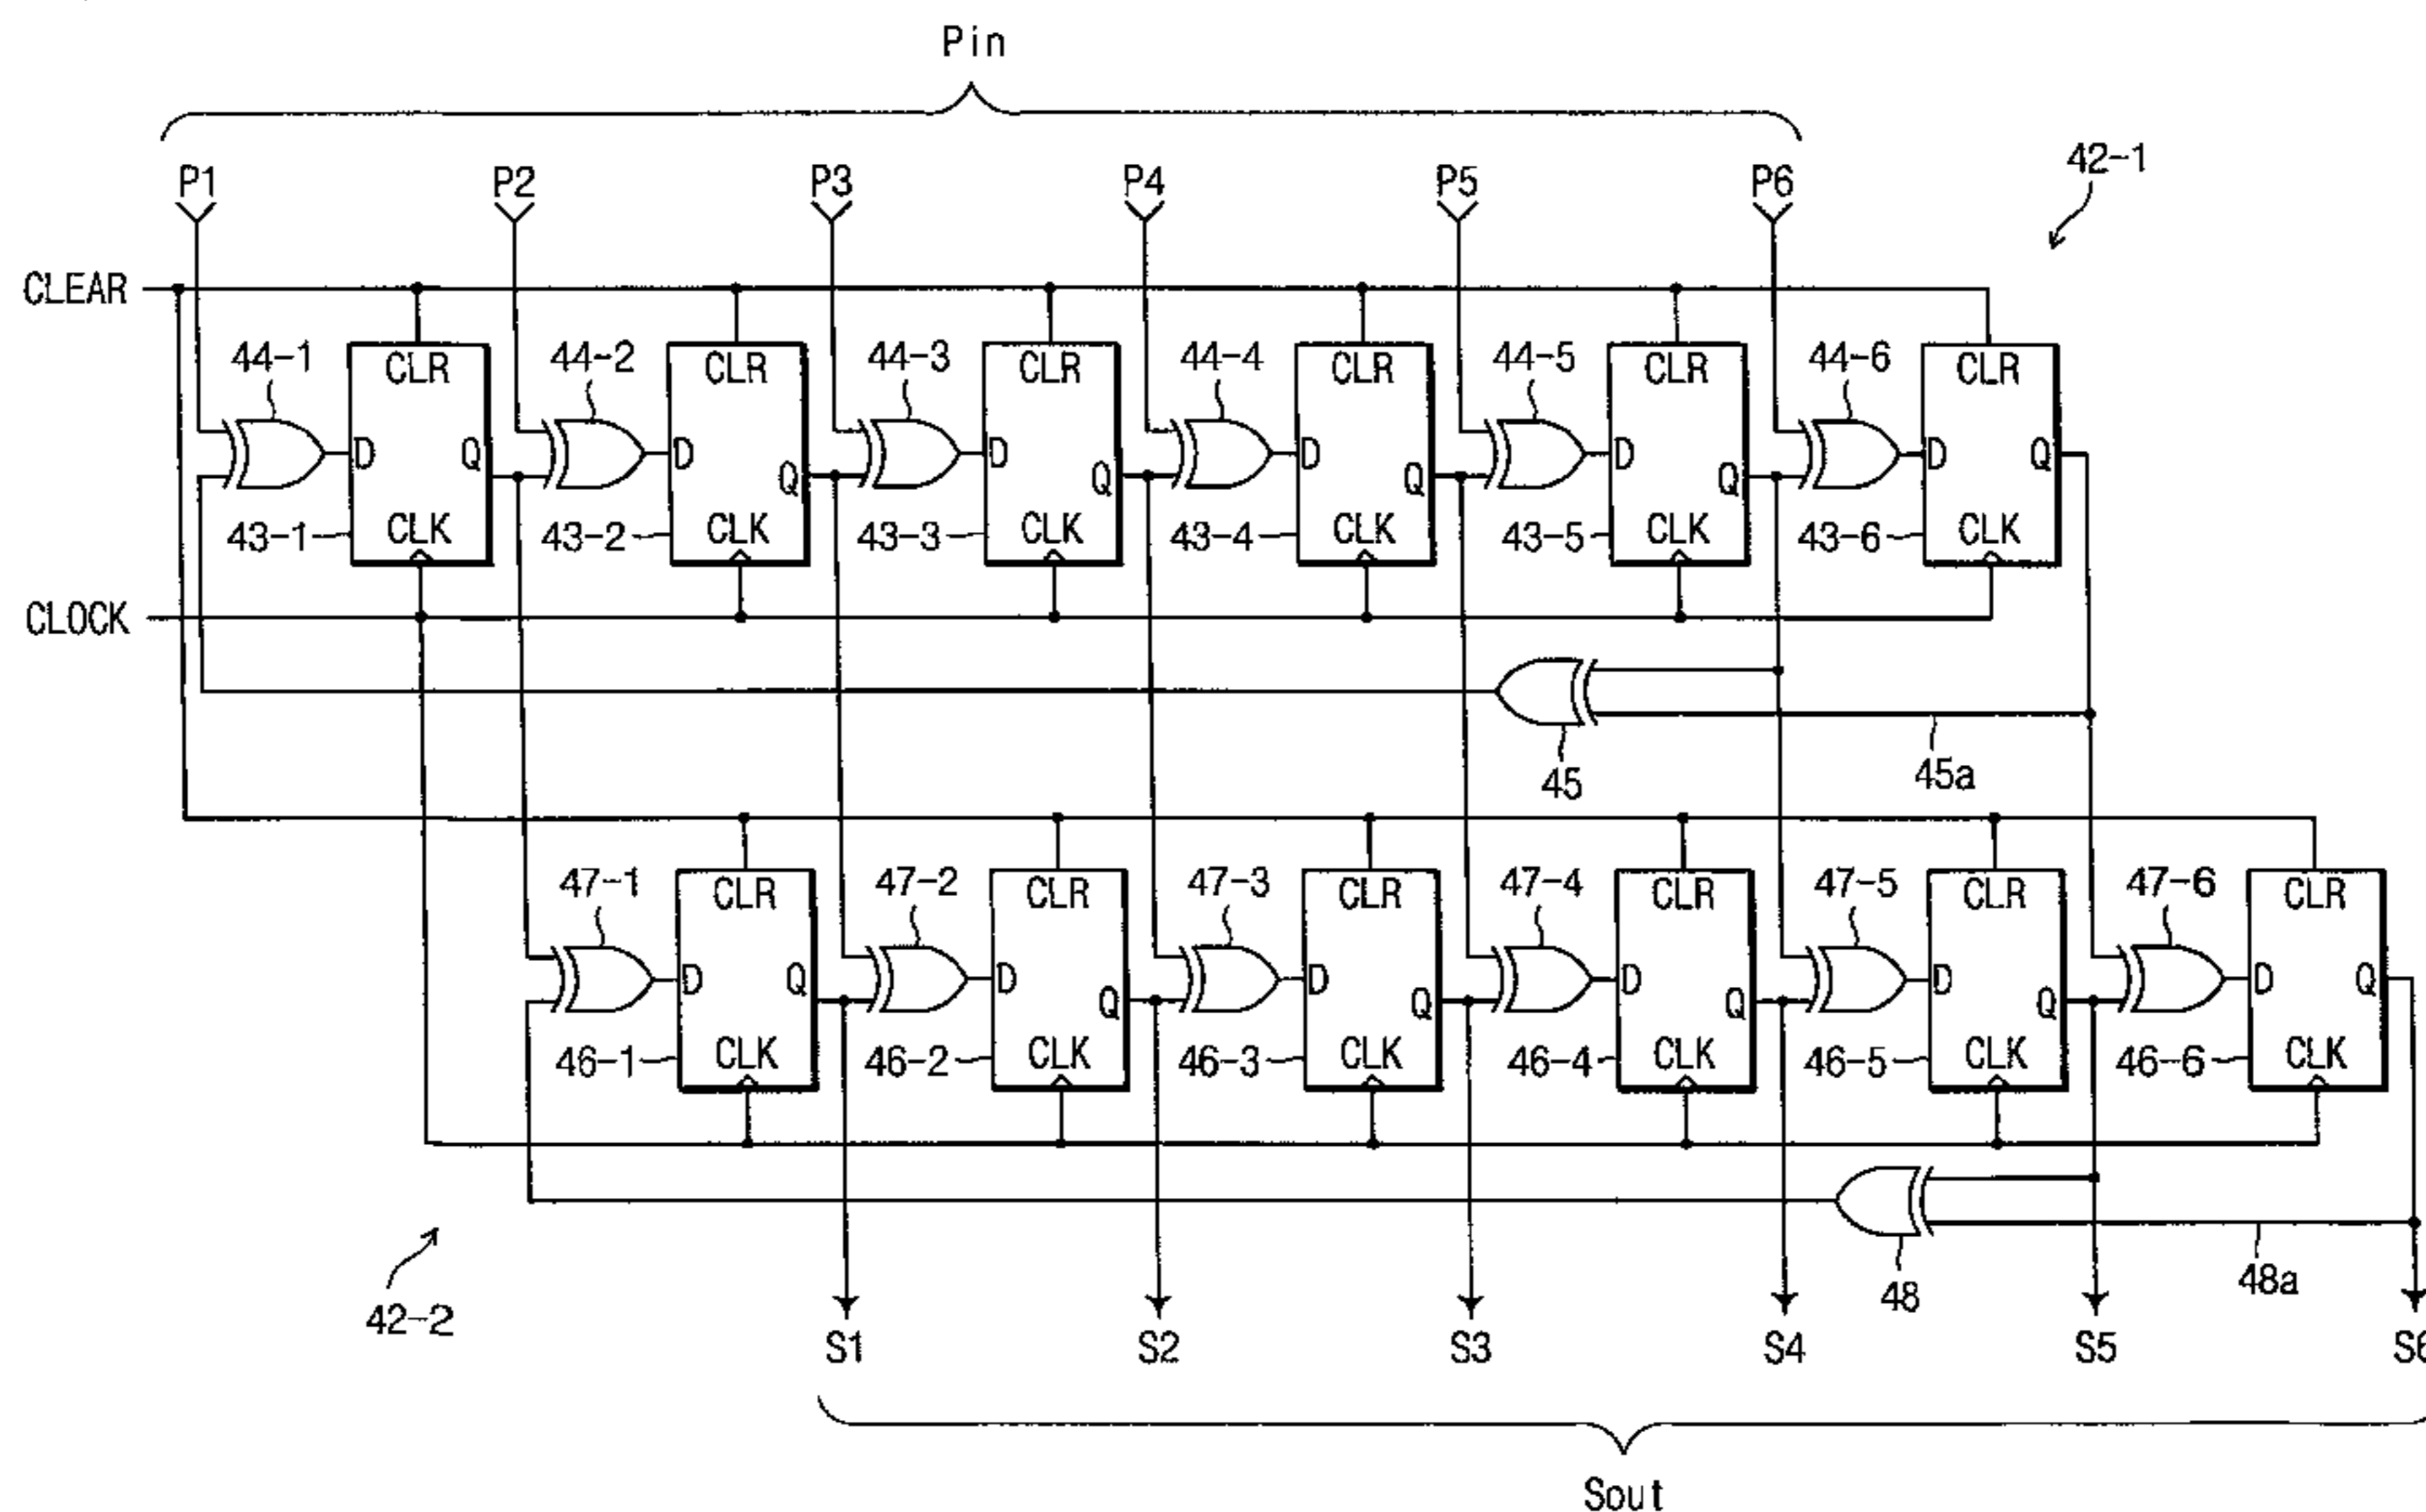 Pin
P1 P2 P3 P4 P5 P6
42-1
CLEAR
44-1 44-2 44-3 44-4 44-5 44-6
CLR CLR CLR CLR CLR CLR
D Q D Q D Q D Q D Q D Q
43-1 CLK 43-2 CLK 43-3 CLK 43-4 CLK 43-5 CLK 43-6 CLK
CLOCK
45 45a
47-1 47-2 47-3 47-4 47-5 47-6
CLR CLR CLR CLR CLR CLR
D Q D Q D Q D Q D Q D Q
46-1 CLK 46-2 CLK 46-3 CLK 46-4 CLK 46-5 CLK 46-6 CLK
42-2
48 48a
S1 S2 S3 S4 S5 S6
Sout